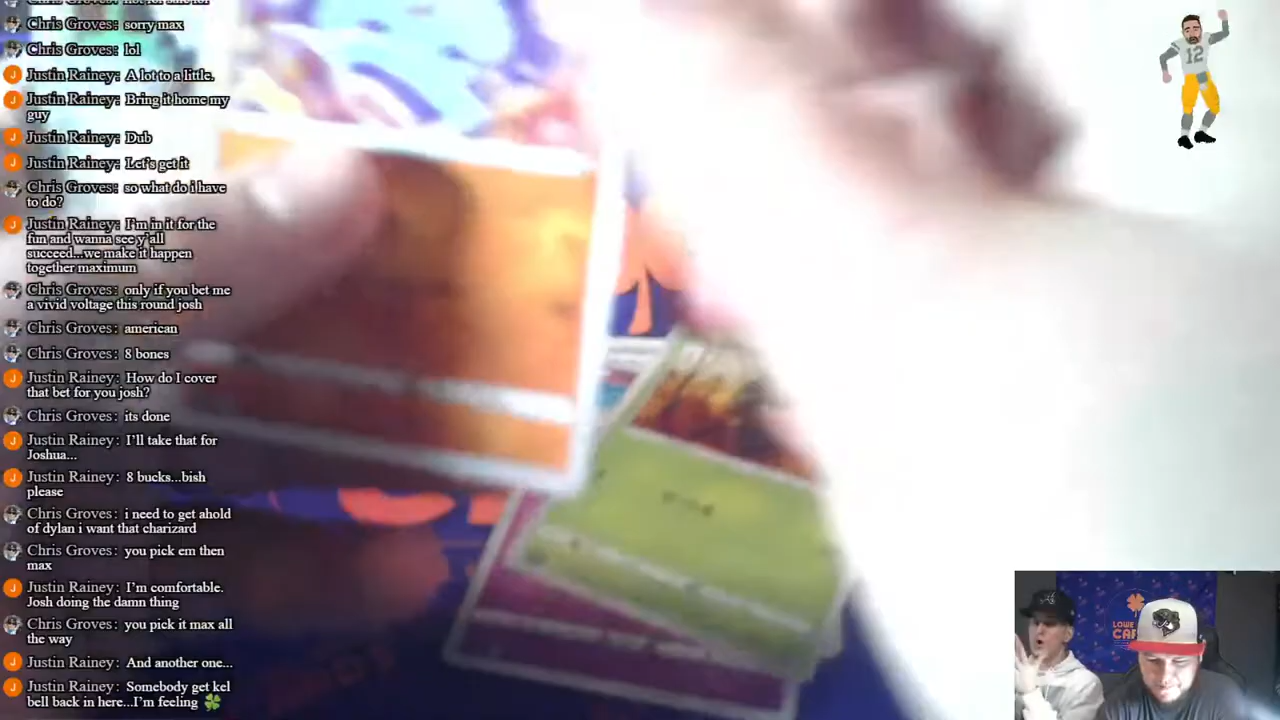 Chris Groves: sorry max
Chris Groves: lol
Justin Rainey: A lot to a little.
Justin Rainey: Bring it home my
guy
Justin Rainey: Dub
Justin Rainey: Let's get it
Chris Groves: so what do i have
to do?
Justin Rainey: I'm in it for the
fun and wanna see y'all
succeed...we make it happen
together maximum
Chris Groves: only if you bet me
a vivid voltage this round josh
Chris Groves: american
Chris Groves: 8 bones
Justin Rainey: How do I cover
that bet for you josh?
Chris Groves: its done
Justin Rainey: I'll take that for
Joshua...
Justin Rainey: 8 bucks...bish
please
Chris Groves: i need to get ahold
of dylan i want that charizard
Chris Groves: you pick em then
max
Justin Rainey: I'm comfortable.
Josh doing the damn thing
Chris Groves: you pick it max all
the way
Justin Rainey: And another one...
Justin Rainey: Somebody get kel
bell back in here...I'm feeling 🍀
12
LOWE